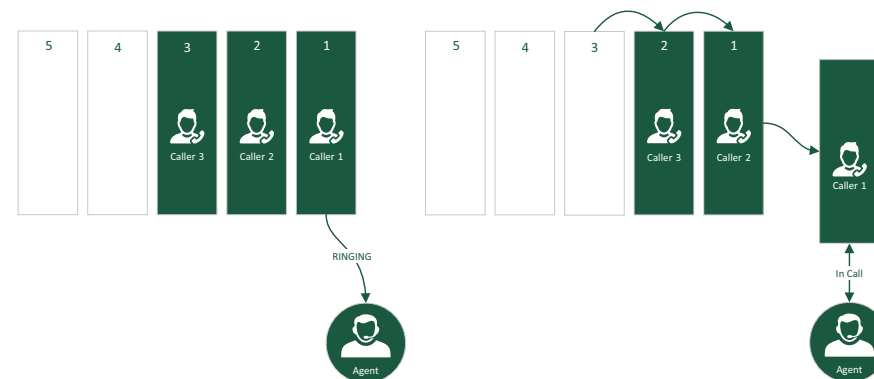 5
4
3
2
1
Caller 3
Caller 2
Caller 1
RINGING
Agent
5
4
3
2
1
Caller 3
Caller 2
Caller 1
In Call
Agent